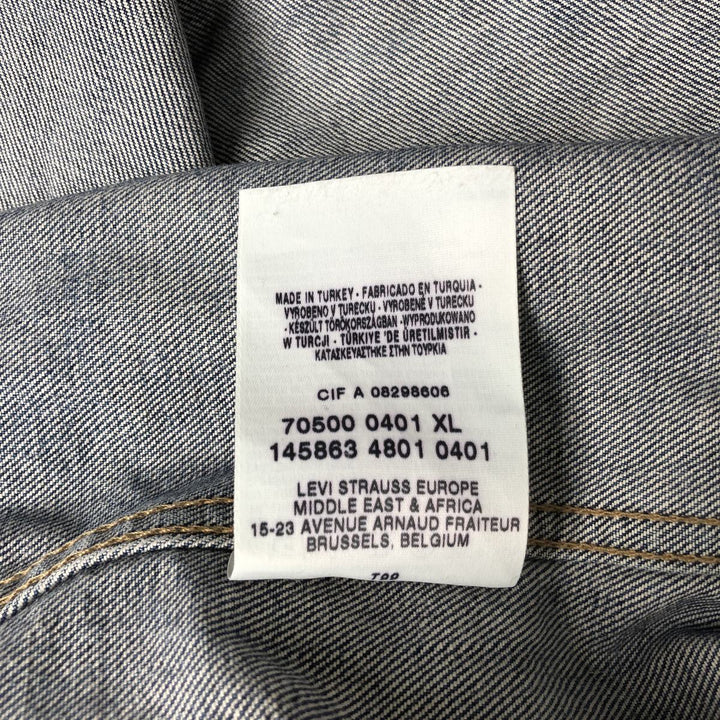 MADE IN TURKEY - FABRICADO EN TURQUIA -
VYROBENO V TURECKU - VYROBENÉ V TURECKU
- KÉSZÜLT TÖRÖKORSZÁGBAN - WYPRODUKOWANO
W TURCJI - TÜRKIYE 'DE ÜRETILMISTIR -
ΚΑΤΑΣΚΕΥΑΣΤΗΚΕ ΣΤΗΝ ΤΟΥΡΚΙΑ
CIF A 08298606
70500 0401 XL
145863 4801 0401
LEVI STRAUSS EUROPE
MIDDLE EAST & AFRICA
15-23 AVENUE ARNAUD FRAITEUR
BRUSSELS, BELGIUM